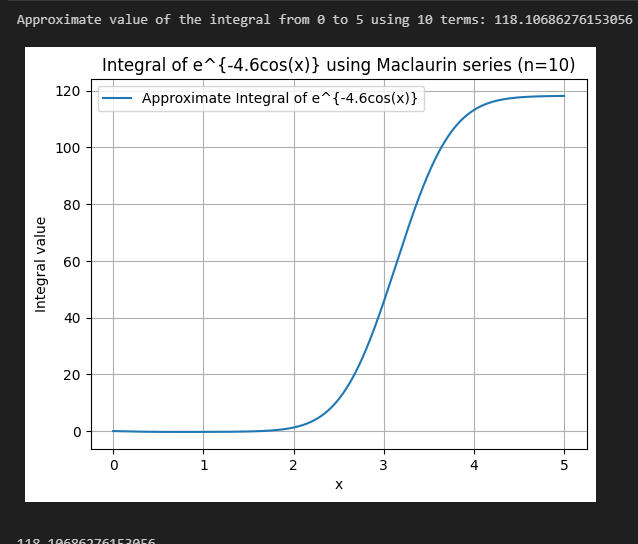 Approximate value of the integral from 0 to 5 using 10 terms: 118.10686276153056
Integral of e^{-4.6cos(x)} using Maclaurin series (n=10)
Approximate Integral of e^{-4.6cos(x)}
Integral value
120
100
80
60
40
20
0
0 1 2 3 4 5
x
118.10686276153056